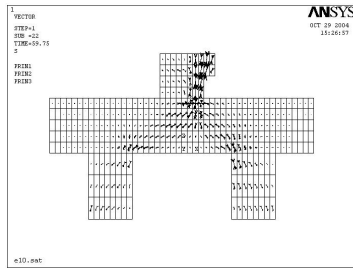 1
VECTOR
STEP=1
SUB =22
TIME=59.75
S
PRIN1
PRIN2
PRIN3
ANSYS
OCT 29 2004
15:26:37
e10.sat